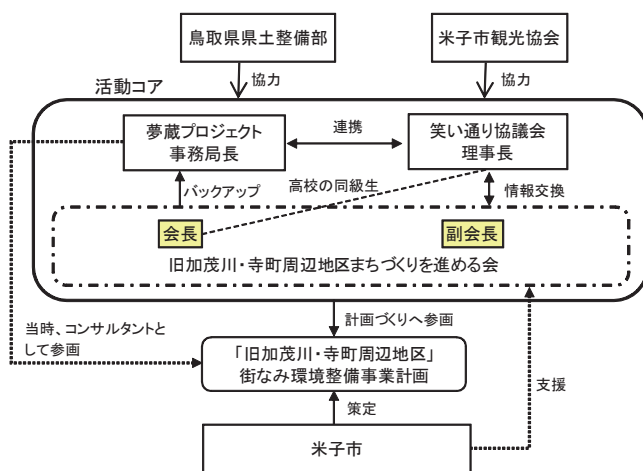 鳥取県県土整備部
米子市観光協会
協力
協力
活動コア
夢蔵プロジェクト
事務局長
連携
笑い通り協議会
理事長
バックアップ
高校の同級生
情報交換
会長
副会長
旧加茂川・寺町周辺地区まちづくりを進める会
当時、コンサルタントと
して参画
計画づくりへ参画
「旧加茂川・寺町周辺地区」
街なみ環境整備事業計画
支援
策定
米子市